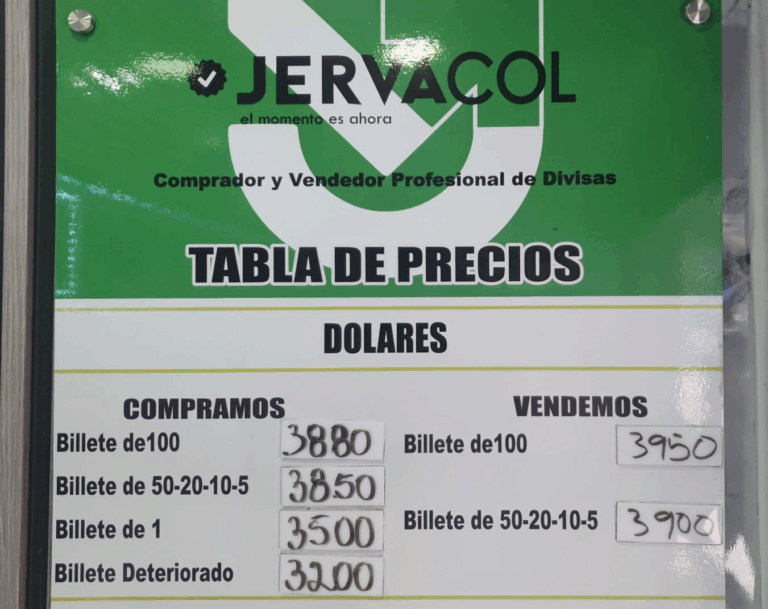 JERVACOL
el momento es ahora
Comprador y Vendedor Profesional de Divisas
TABLA DE PRECIOS
DOLARES
COMPRAMOS VENDEMOS
Billete de100 3880 Billete de100 3950
Billete de 50-20-10-5 3850
Billete de 50-20-10-5 3900
Billete de 1 3500
Billete Deteriorado 3200